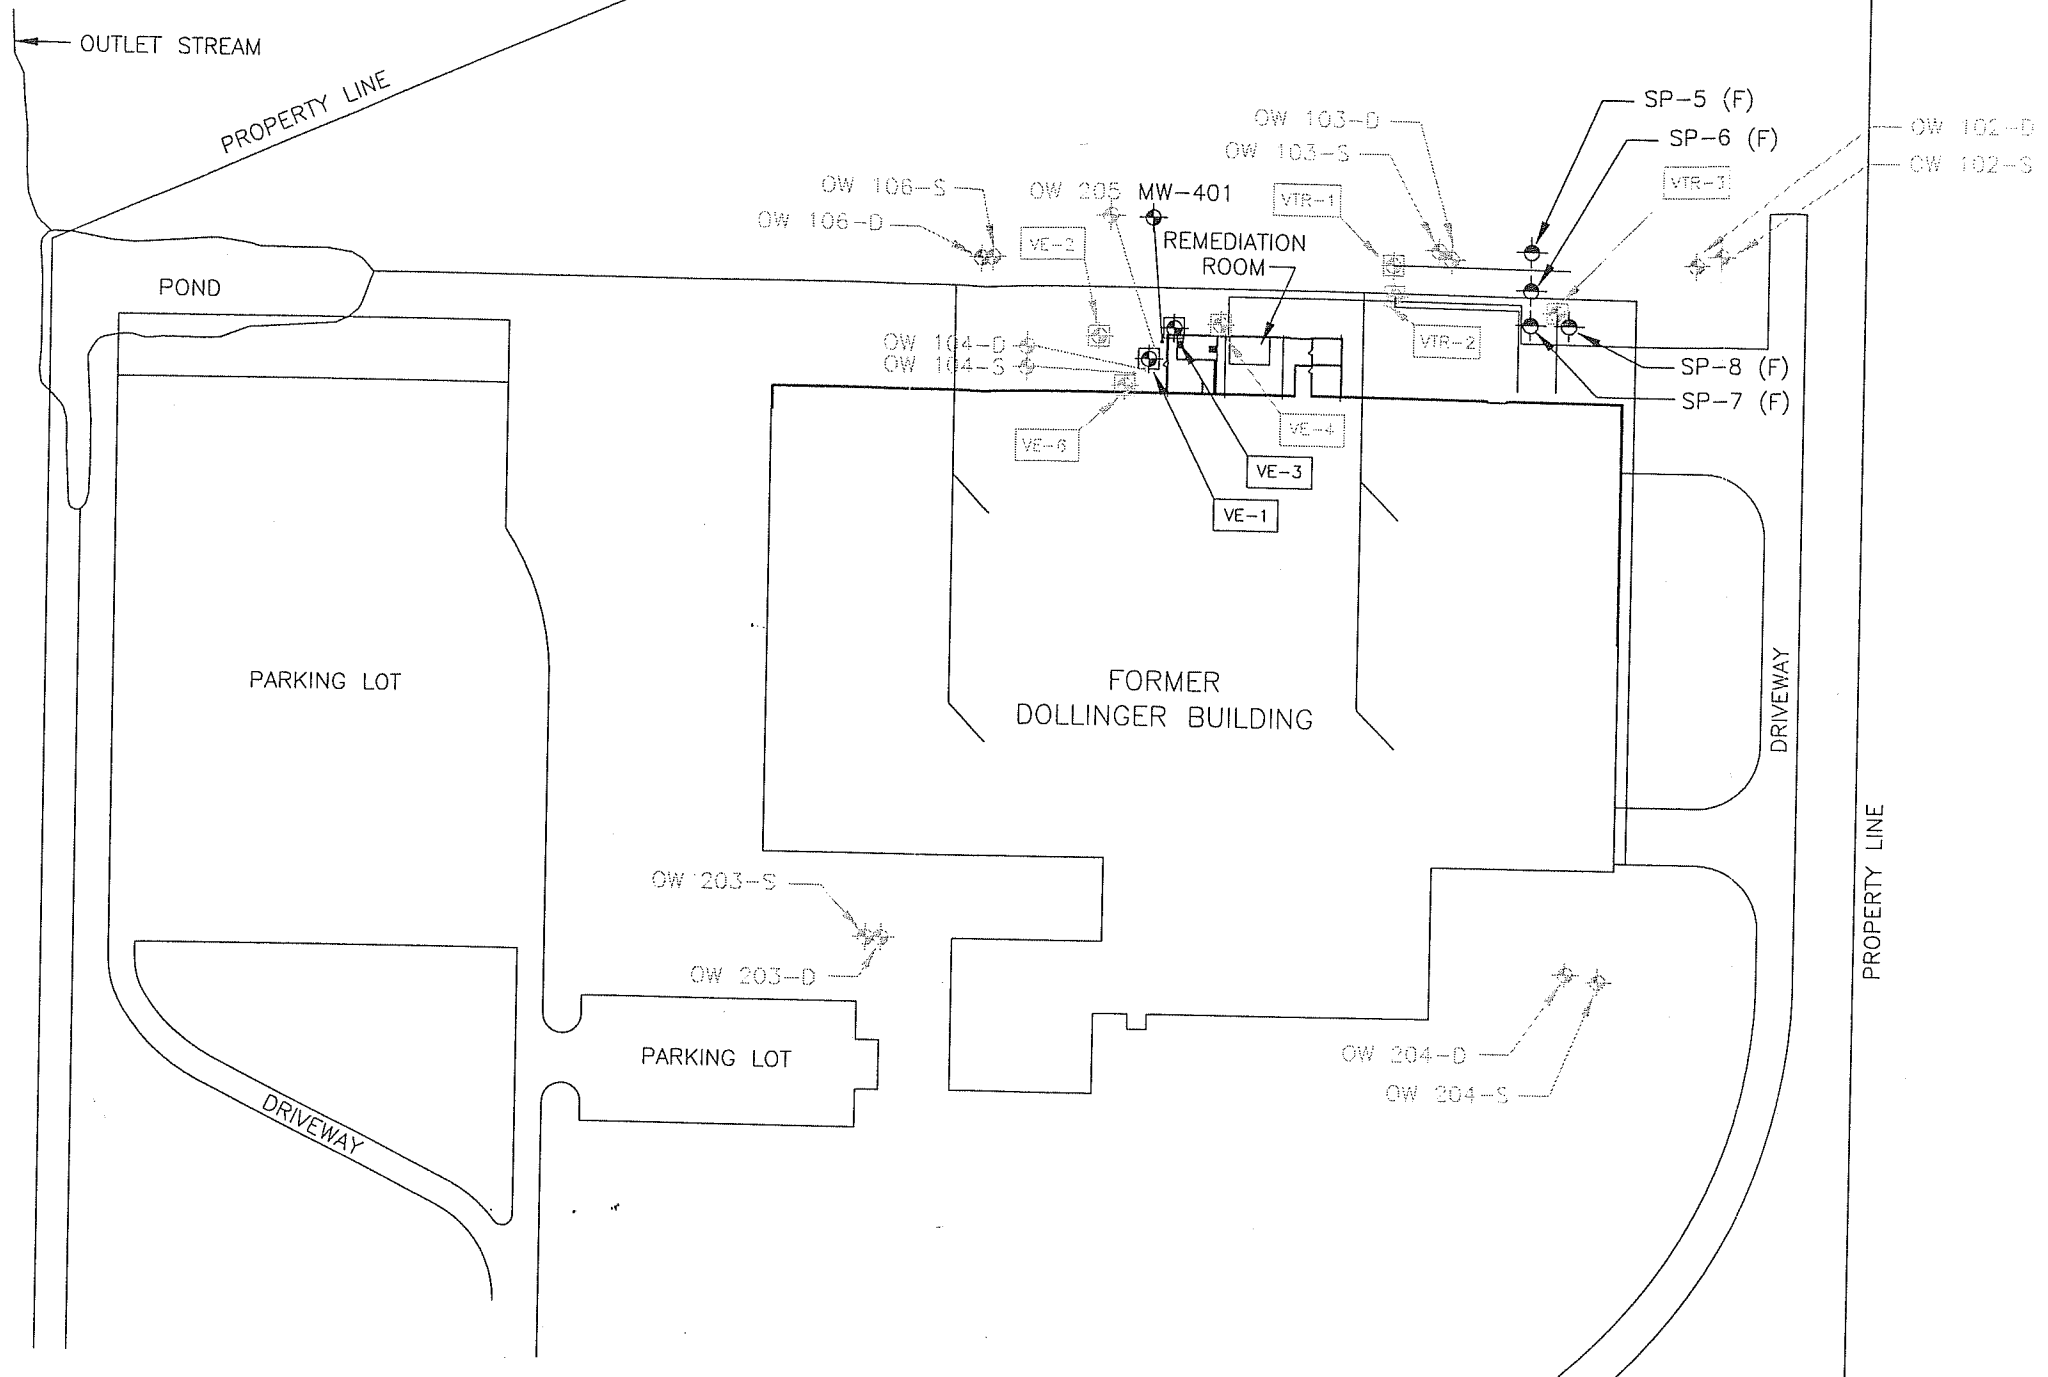 OUTLET STREAM
PROPERTY LINE
SP-5 (F)
OW 103-D
SP-6 (F)
OW 102-D
OW 103-S
OW 102-S
VTR-3
OW 106-S
OW 205
MW-401
VTR-1
OW 106-D
VE-2
REMEDIATION
ROOM
POND
OW 104-D
VTR-2
OW 104-S
SP-8 (F)
SP-7 (F)
VE-6
VE-4
VE-3
VE-1
PARKING LOT
FORMER
DOLLINGER BUILDING
DRIVEWAY
PROPERTY LINE
OW 203-S
OW 203-D
PARKING LOT
OW 204-D
OW 204-S
DRIVEWAY